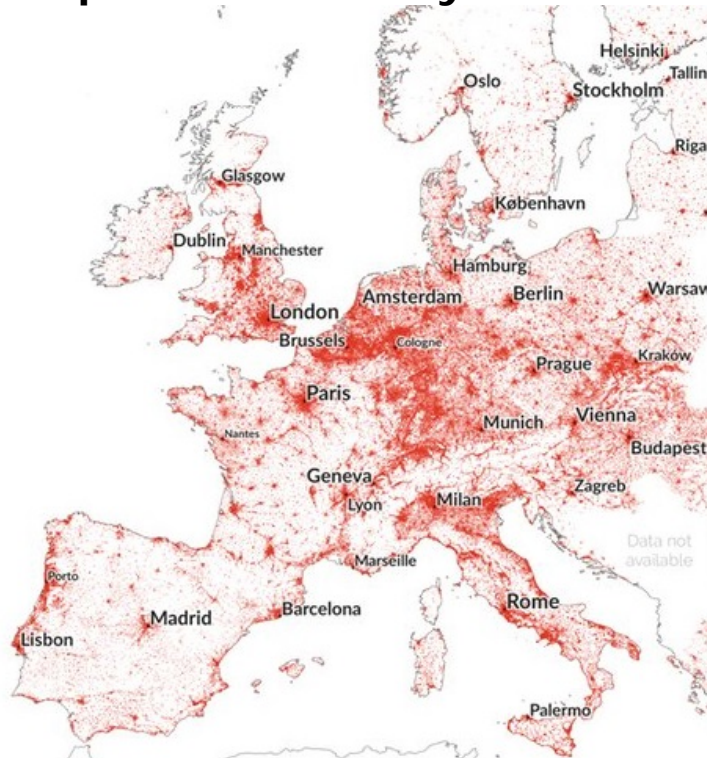 Helsinki
Tallin
Oslo
Stockholm
Riga
Glasgow
København
Dublin
Manchester
Hamburg
Amsterdam
Berlin
Warsaw
London
Brussels
Cologne
Prague
Kraków
Paris
Munich
Vienna
Nantes
Budapest
Geneva
Zagreb
Lyon
Milan
Data not
available
Marseille
Porto
Rome
Madrid
Barcelona
Lisbon
Palermo